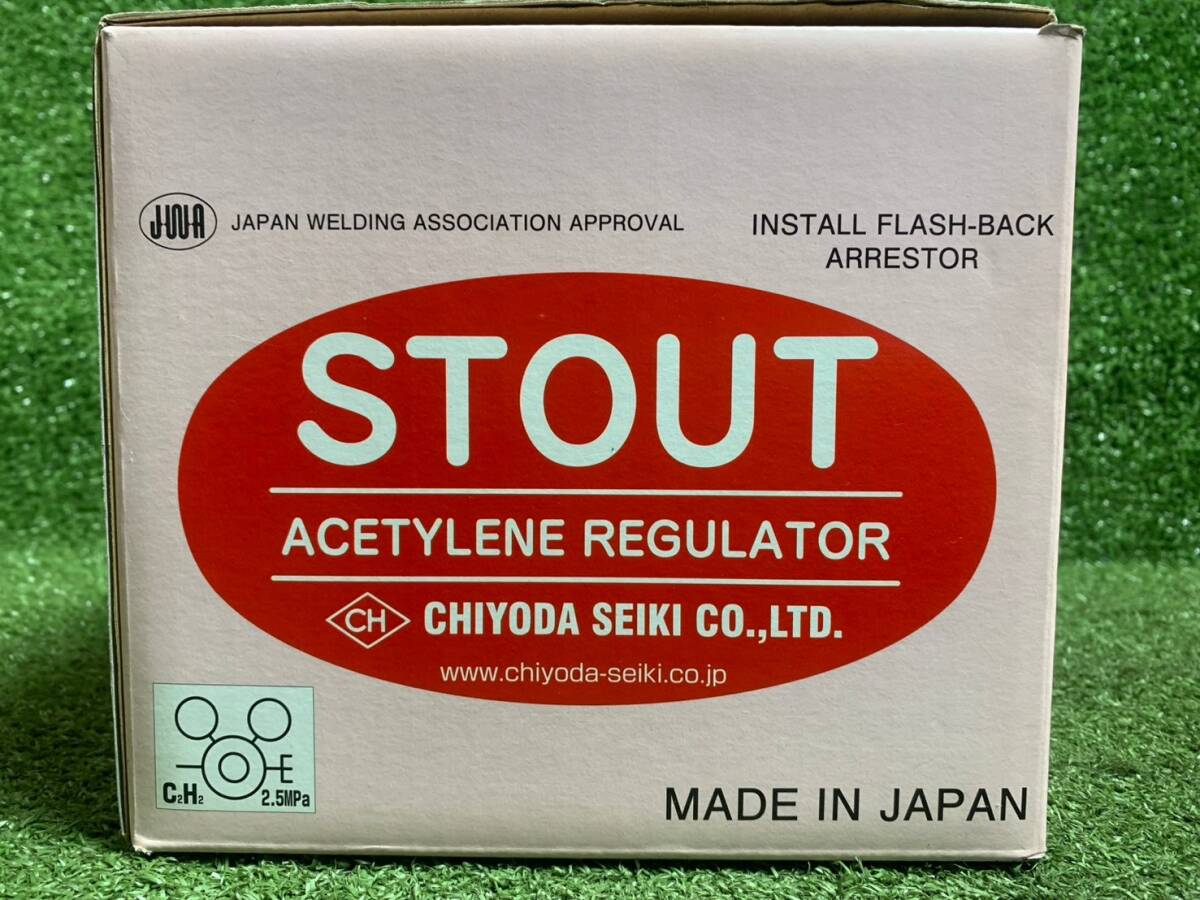 JWA JAPAN WELDING ASSOCIATION APPROVAL
INSTALL FLASH-BACK
ARRESTOR
STOUT
ACETYLENE REGULATOR
CH CHIYODA SEIKI CO.,LTD.
www.chiyoda-seiki.co.jp
E
C₂H₂ 2.5MPa
MADE IN JAPAN